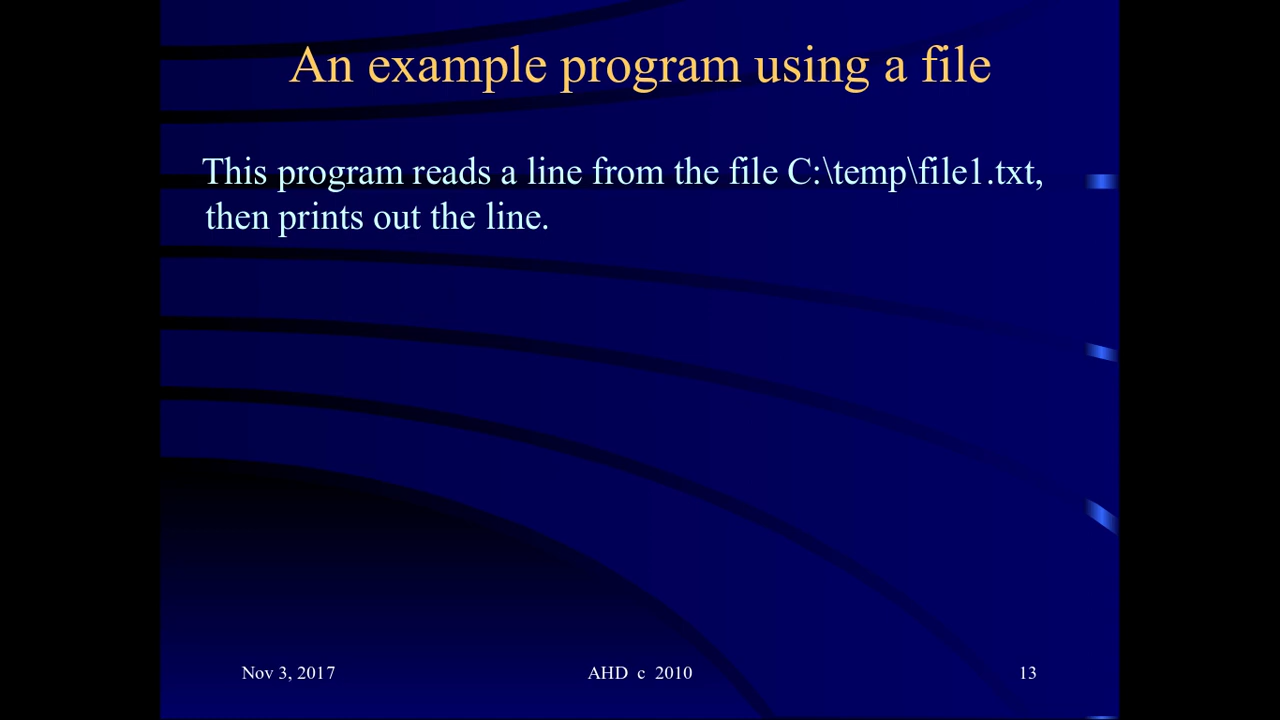 An example program using a file
This program reads a line from the file C:\temp\file1.txt,
then prints out the line.
Nov 3, 2017 AHD c 2010 13